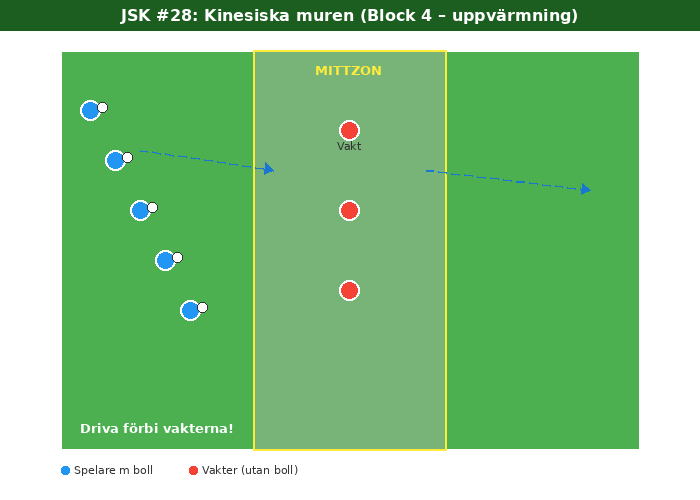 JSK #28: Kinesiska muren (Block 4 – uppvärmning)
MITTZON
Vakt
Driva förbi vakterna!
Spelare m boll
Vakter (utan boll)